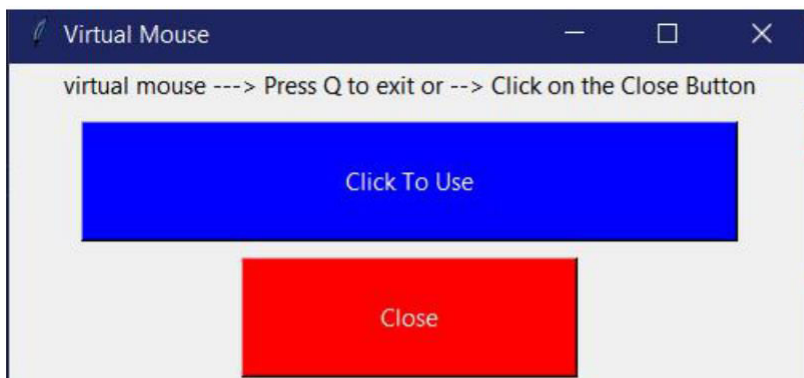 Virtual Mouse
virtual mouse ---> Press Q to exit or --> Click on the Close Button
Click To Use
Close